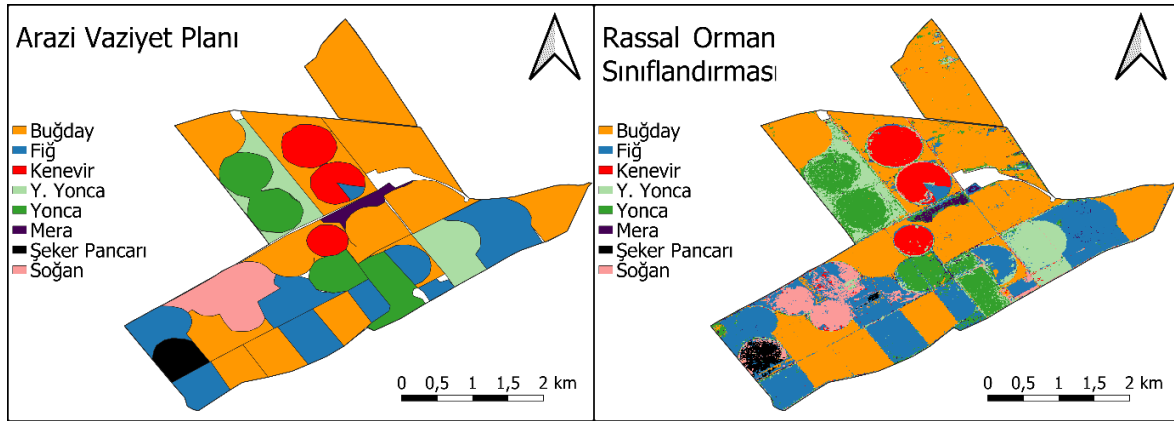 Arazi Vaziyet Planı
Buğday
Fiğ
Kenevir
Y. Yonca
Yonca
Mera
Şeker Pancarı
Soğan
0 0,5 1 1,5 2 km
Rassal Orman
Sınıflandırması
Buğday
Fiğ
Kenevir
Y. Yonca
Yonca
Mera
Şeker Pancarı
Soğan
0 0,5 1 1,5 2 km